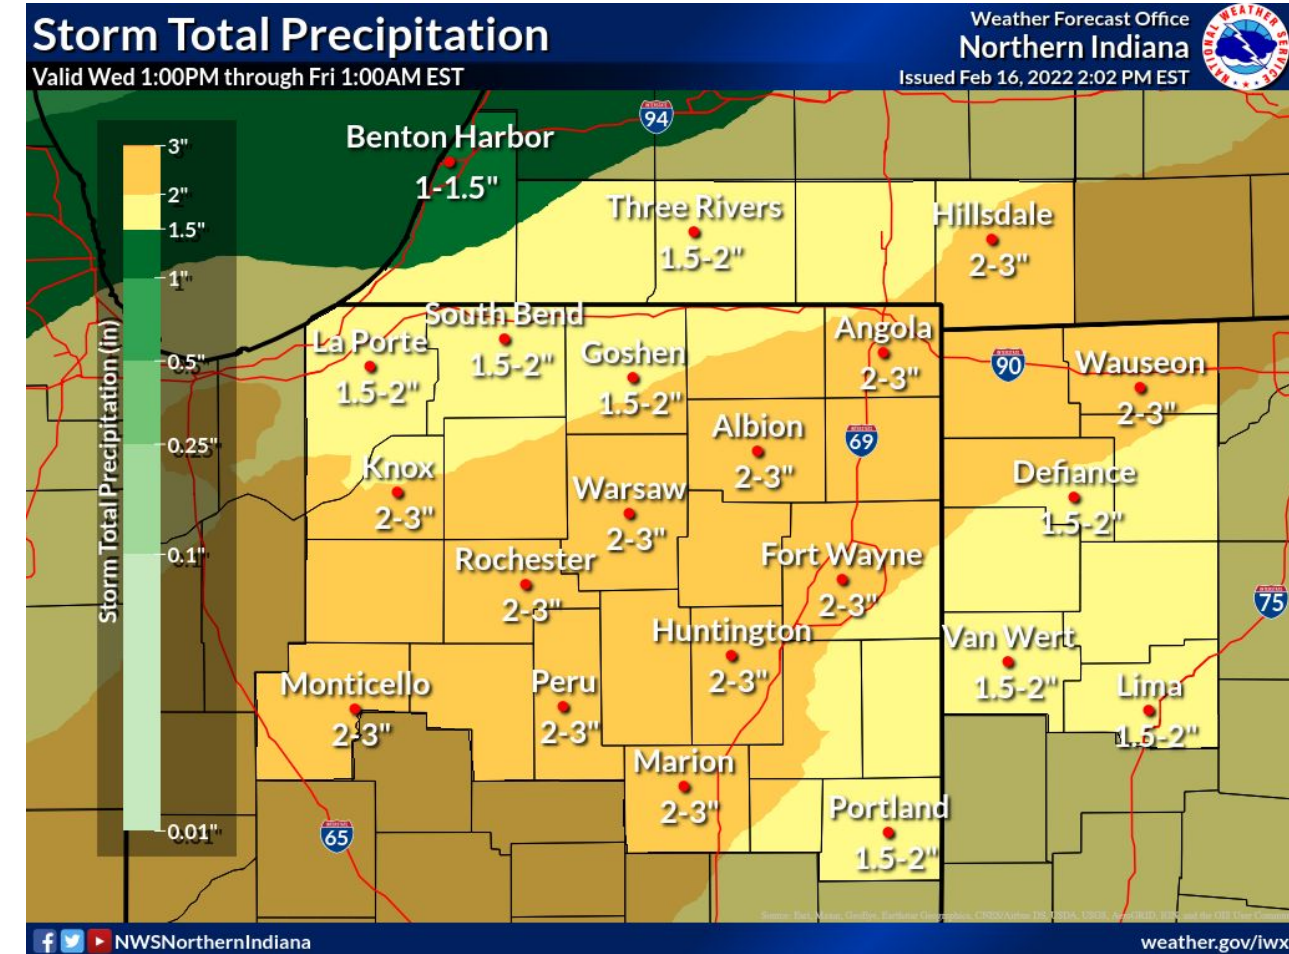 Storm Total Precipitation
Valid Wed 1:00PM through Fri 1:00AM EST
Weather Forecast Office
Northern Indiana
Issued Feb 16, 2022 2:02 PM EST
NATIONAL WEATHER SERVICE
Storm Total Precipitation (in)
3"
2"
1.5"
1"
0.5"
0.25"
0.1"
0.01"
94
Benton Harbor
1-1.5"
Three Rivers
1.5-2"
Hillsdale
2-3"
South Bend
1.5-2"
La Porte
1.5-2"
Goshen
1.5-2"
Angola
2-3"
90
Wauseon
2-3"
Albion
2-3"
69
Knox
2-3"
Warsaw
2-3"
Defiance
1.5-2"
Rochester
2-3"
Fort Wayne
2-3"
75
Huntington
2-3"
Van Wert
1.5-2"
Monticello
2-3"
Peru
2-3"
Lima
1.5-2"
Marion
2-3"
Portland
1.5-2"
65
NWSNorthernIndiana
weather.gov/iwx